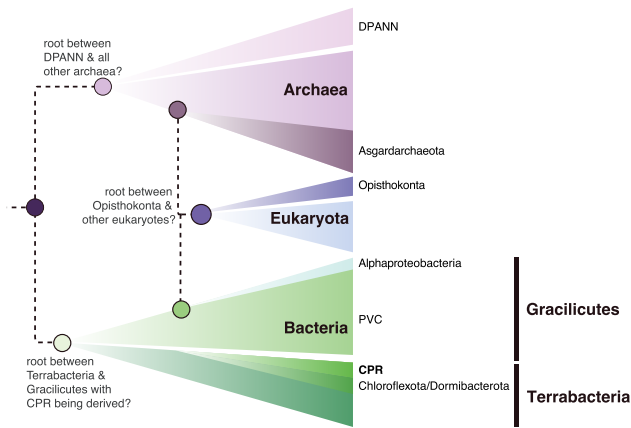 DPANN
root between
DPANN & all
other archaea?
Archaea
Asgardarchaeota
root between
Opisthokonta &
other eukaryotes?
Opisthokonta
Eukaryota
Alphaproteobacteria
Gracilicutes
PVC
Bacteria
root between
Terrabacteria &
Gracilicutes with
CPR being derived?
CPR
Chloroflexota/Dormibacterota
Terrabacteria